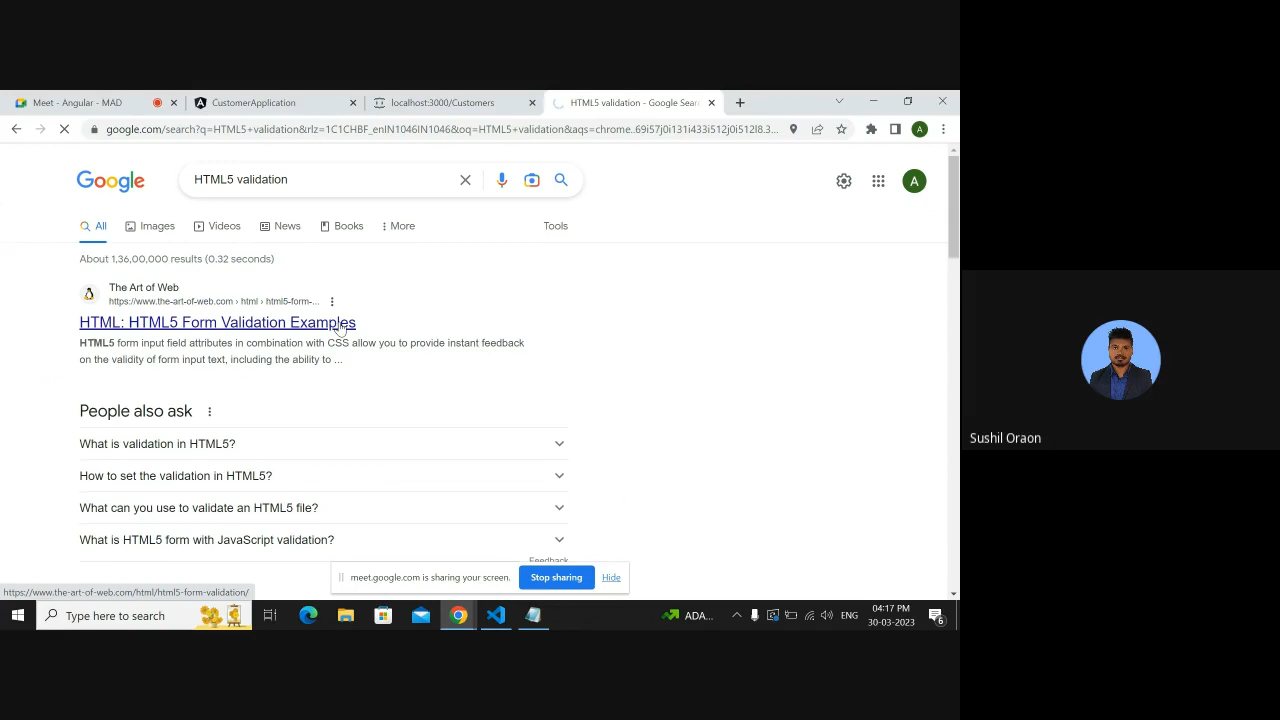 Meet - Angular - MAD
CustomerApplication
localhost:3000/Customers
HTML5 validation - Google Sear
google.com/search?q=HTML5+validation&rlz=1C1CHBF_enIN1046IN1046&oq=HTML5+validation&aqs=chrome..69i57j0i131i433i512j0i512l8.3...
A
Google
HTML5 validation
A
All
Images
Videos
News
Books
More
Tools
About 1,36,00,000 results (0.32 seconds)
The Art of Web
https://www.the-art-of-web.com › html › html5-form-...
HTML: HTML5 Form Validation Examples
HTML5 form input field attributes in combination with CSS allow you to provide instant feedback
on the validity of form input text, including the ability to ...
People also ask
What is validation in HTML5?
How to set the validation in HTML5?
What can you use to validate an HTML5 file?
What is HTML5 form with JavaScript validation?
Feedback
meet.google.com is sharing your screen.
Stop sharing
Hide
https://www.the-art-of-web.com/html/html5-form-validation/
Type here to search
ADA...
ENG
04:17 PM
30-03-2023
6
Sushil Oraon